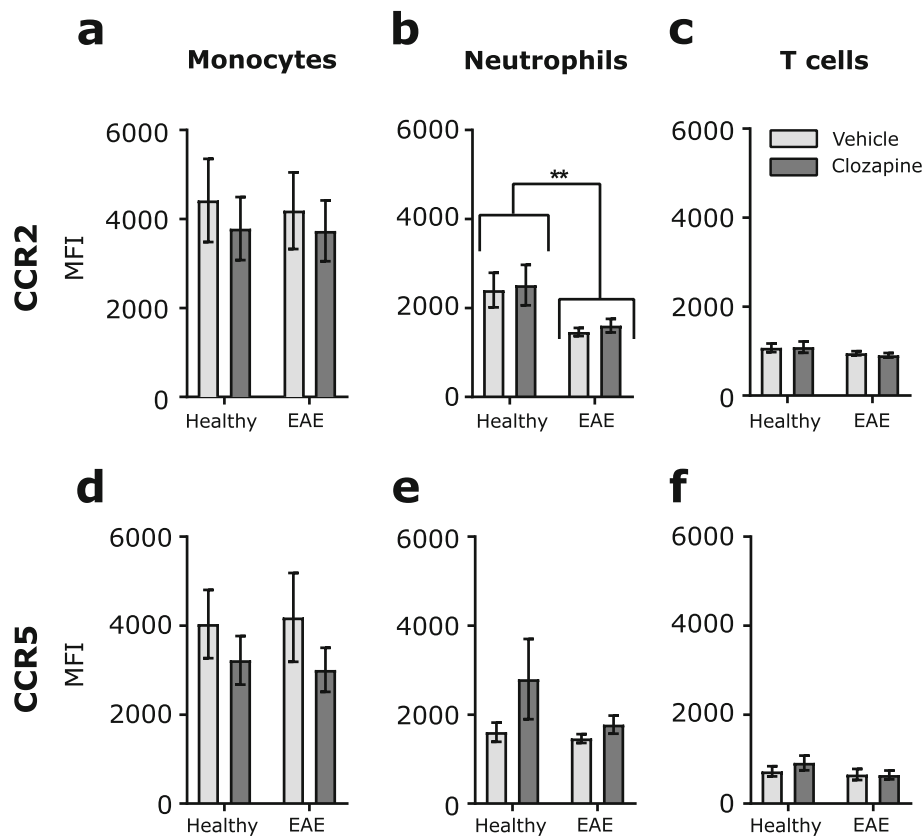 a
b
c
Monocytes
Neutrophils
T cells
CCR2
MFI
6000
4000
2000
0
Healthy
EAE
6000
4000
2000
0
**
Healthy
EAE
6000
4000
2000
0
Vehicle
Clozapine
Healthy
EAE
d
e
f
CCR5
MFI
6000
4000
2000
0
Healthy
EAE
6000
4000
2000
0
Healthy
EAE
6000
4000
2000
0
Healthy
EAE